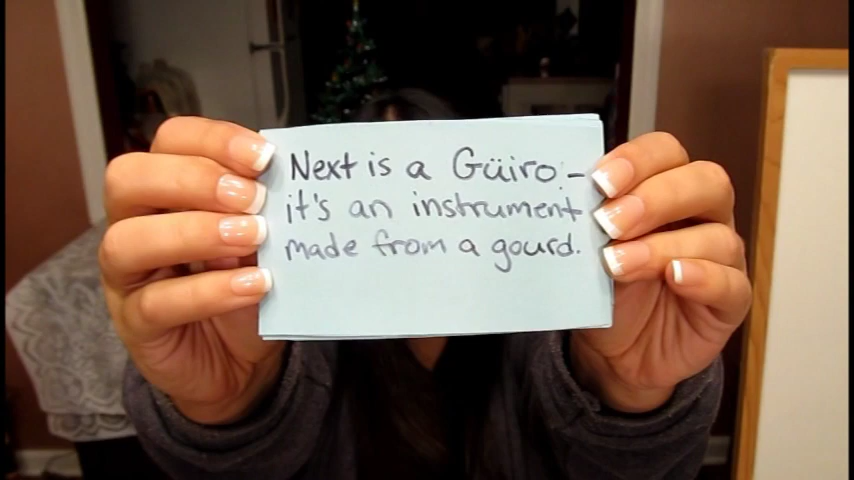 Next is a Güiro -
it's an instrument
made from a gourd.